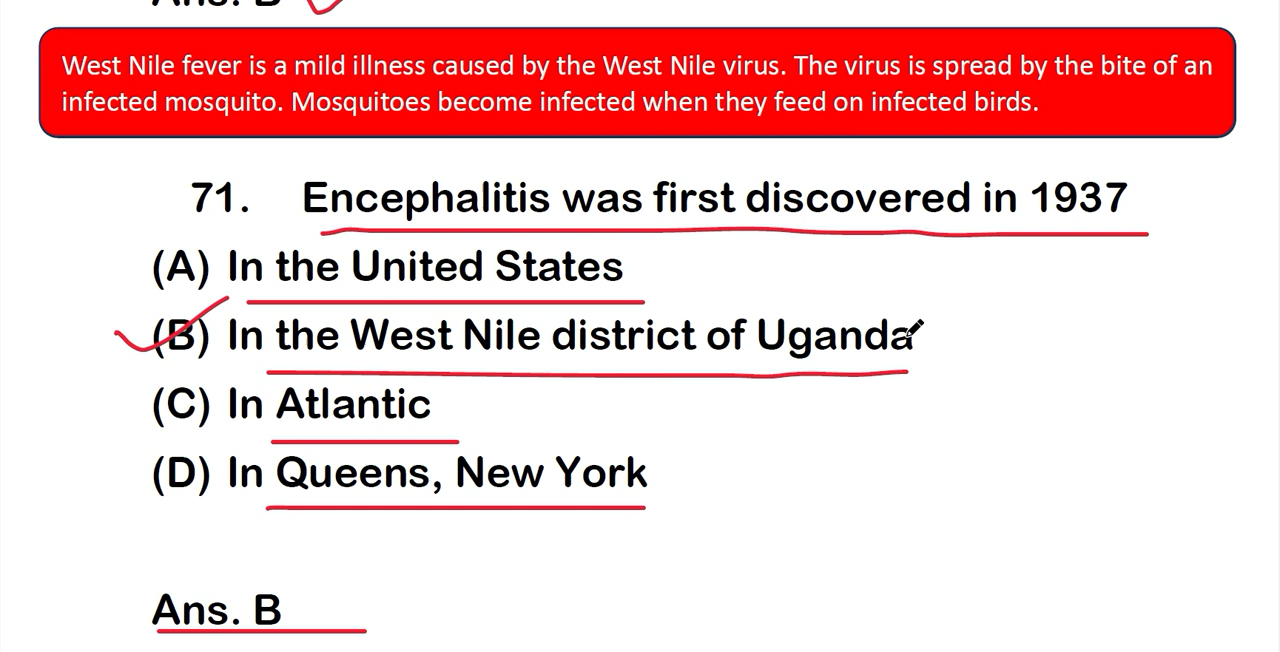 Ans. B
West Nile fever is a mild illness caused by the West Nile virus. The virus is spread by the bite of an
infected mosquito. Mosquitoes become infected when they feed on infected birds.
71. Encephalitis was first discovered in 1937
(A) In the United States
(B) In the West Nile district of Uganda
(C) In Atlantic
(D) In Queens, New York
Ans. B